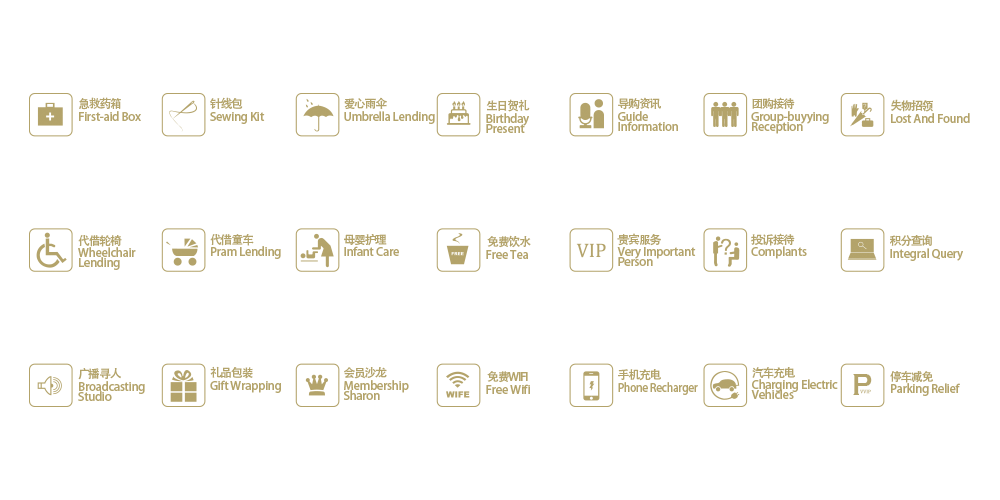 急救药箱
First-aid Box
针线包
Sewing Kit
爱心雨伞
Umbrella Lending
生日贺礼
Birthday
Present
导购资讯
Guide
Information
团购接待
Group-buyying
Reception
失物招领
Lost And Found
代借轮椅
Wheelchair
Lending
代借童车
Pram Lending
母婴护理
Infant Care
FREE
免费饮水
Free Tea
VIP
贵宾服务
Very Important
Person
投诉接待
Complants
积分查询
Integral Query
广播寻人
Broadcasting
Studio
礼品包装
Gift Wrapping
会员沙龙
Membership
Sharon
WIFE
免费WIFI
Free Wifi
手机充电
Phone Recharger
汽车充电
Charging Electric
Vehicles
P
VVIP
停车减免
Parking Relief